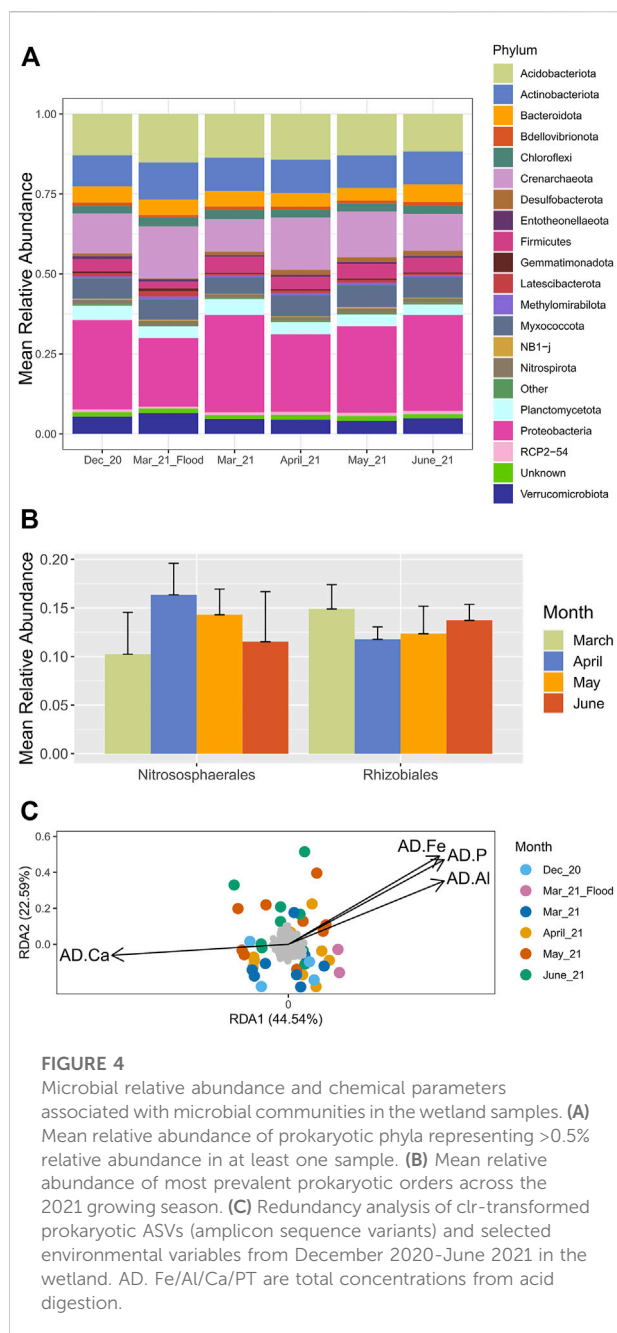 A
Phylum
Acidobacteriota
Actinobacteriota
Bacteroidota
Bdellovibrionota
Chloroflexi
Crenarchaeota
Desulfobacterota
Entotheonellaeota
Firmicutes
Gemmatimonadota
Latescibacterota
Methylomirabilota
Myxococcota
NB1-j
Nitrospirota
Other
Planctomycetota
Proteobacteria
RCP2-54
Unknown
Verrucomicrobiota
Mean Relative Abundance
1.00
0.75
0.50
0.25
0.00
Dec_20 Mar_21_Flood Mar_21 April_21 May_21 June_21
B
Mean Relative Abundance
0.20
0.15
0.10
0.05
0.00
Nitrososphaerales Rhizobiales
Month
March
April
May
June
C
RDA2 (22.59%)
0.6
0.4
0.2
0.0
AD.Fe
AD.P
AD.Al
AD.Ca
0
RDA1 (44.54%)
Month
Dec_20
Mar_21_Flood
Mar_21
April_21
May_21
June_21
FIGURE 4
Microbial relative abundance and chemical parameters
associated with microbial communities in the wetland samples. (A)
Mean relative abundance of prokaryotic phyla representing >0.5%
relative abundance in at least one sample. (B) Mean relative
abundance of most prevalent prokaryotic orders across the
2021 growing season. (C) Redundancy analysis of clr-transformed
prokaryotic ASVs (amplicon sequence variants) and selected
environmental variables from December 2020-June 2021 in the
wetland. AD. Fe/Al/Ca/PT are total concentrations from acid
digestion.